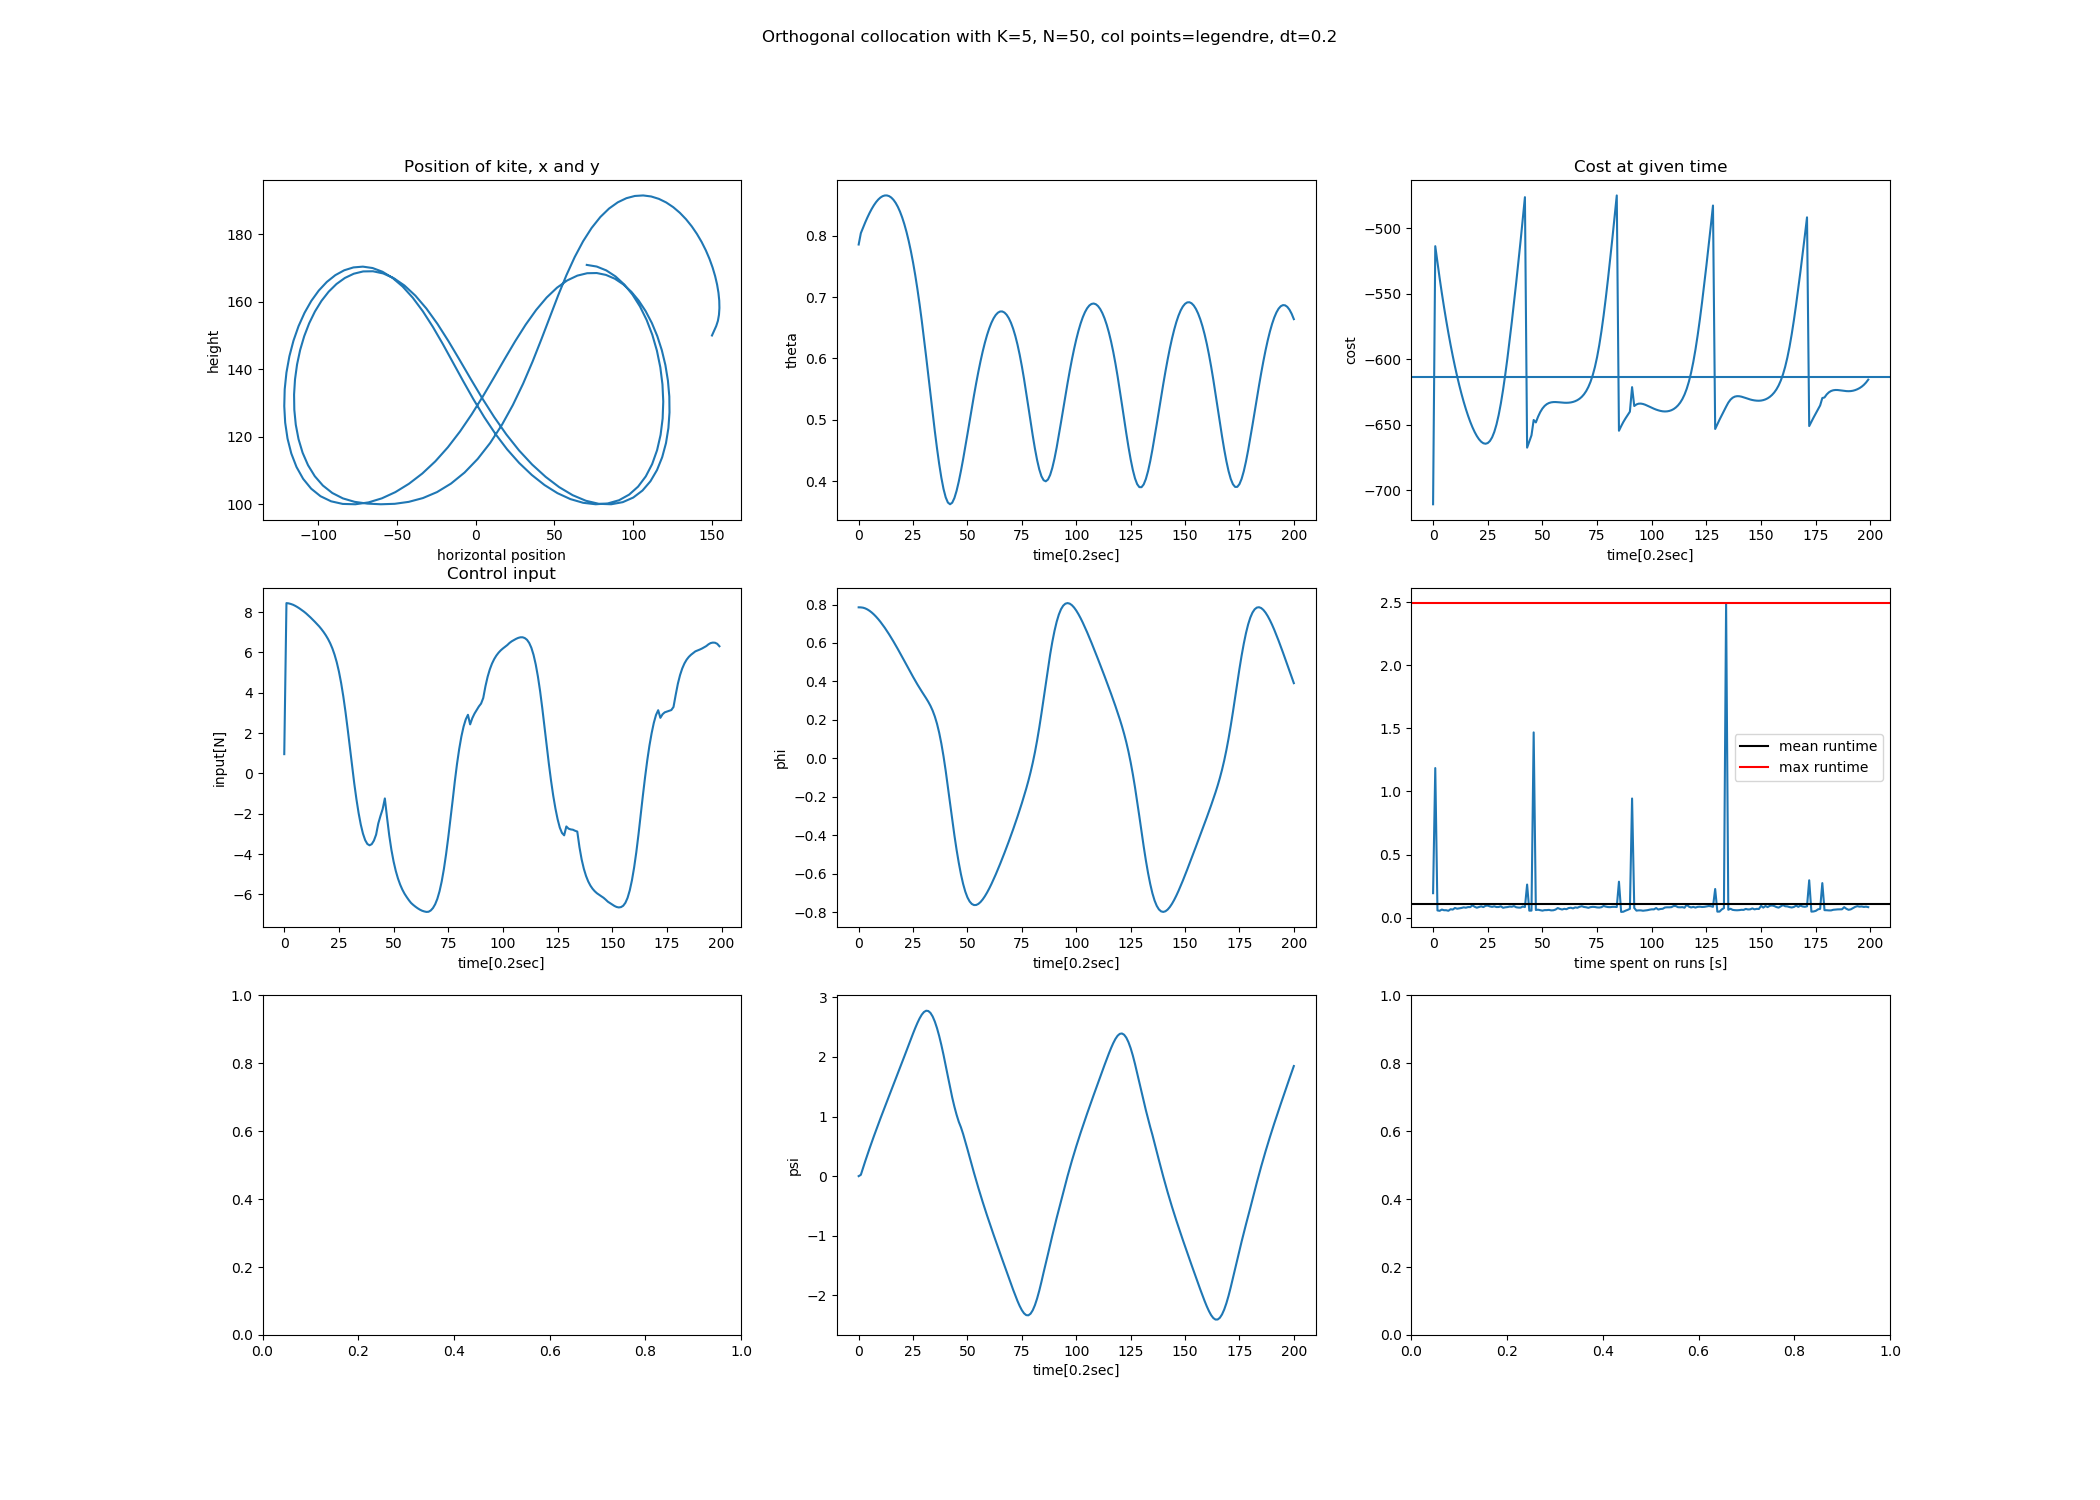 Orthogonal collocation with K=5, N=50, col points=legendre, dt=0.2
Position of kite, x and y
180
160
140
120
100
height
−100 −50 0 50 100 150
horizontal position
0.8
0.7
0.6
0.5
0.4
theta
0 25 50 75 100 125 150 175 200
time[0.2sec]
Cost at given time
−500
−550
−600
−650
−700
cost
0 25 50 75 100 125 150 175 200
time[0.2sec]
Control input
8
6
4
2
0
−2
−4
−6
input[N]
0 25 50 75 100 125 150 175 200
time[0.2sec]
0.8
0.6
0.4
0.2
0.0
−0.2
−0.4
−0.6
−0.8
phi
0 25 50 75 100 125 150 175 200
time[0.2sec]
2.5
2.0
1.5
1.0
0.5
0.0
mean runtime
max runtime
0 25 50 75 100 125 150 175 200
time spent on runs [s]
1.0
0.8
0.6
0.4
0.2
0.0
0.0 0.2 0.4 0.6 0.8 1.0
3
2
1
0
−1
−2
psi
0 25 50 75 100 125 150 175 200
time[0.2sec]
1.0
0.8
0.6
0.4
0.2
0.0
0.0 0.2 0.4 0.6 0.8 1.0